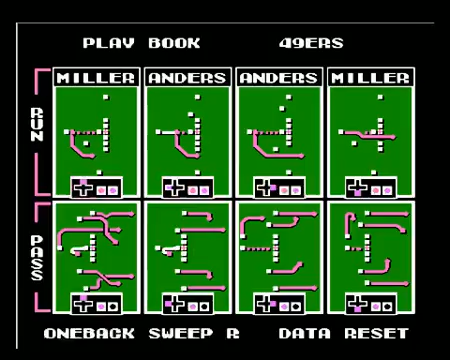 PLAY BOOK 49ERS
MILLER ANDERS ANDERS MILLER
RUN
PASS
ONEBACK SWEEP R DATA RESET